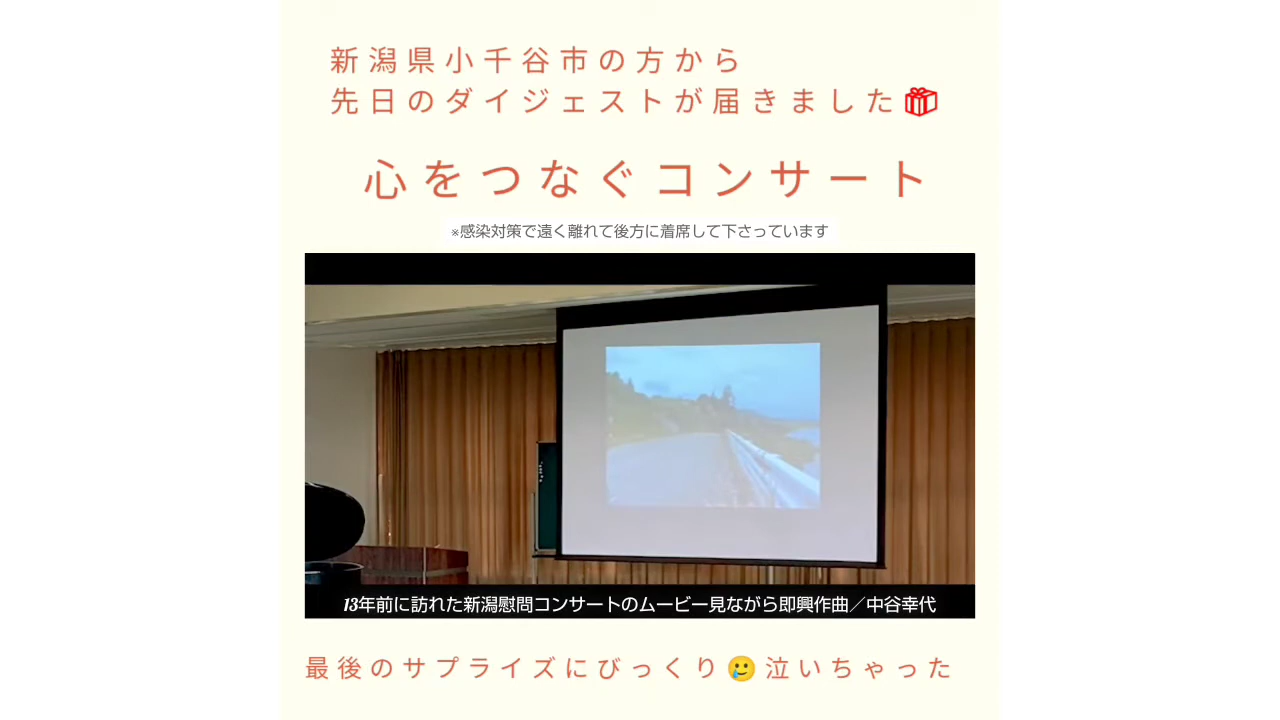 新潟県小千谷市の方から
先日のダイジェストが届きました🎁
心をつなぐコンサート
※感染対策で遠く離れて後方に着席して下さっています
13年前に訪れた新潟慰問コンサートのムービー見ながら即興作曲／中谷幸代
最後のサプライズにびっくり🥲泣いちゃった